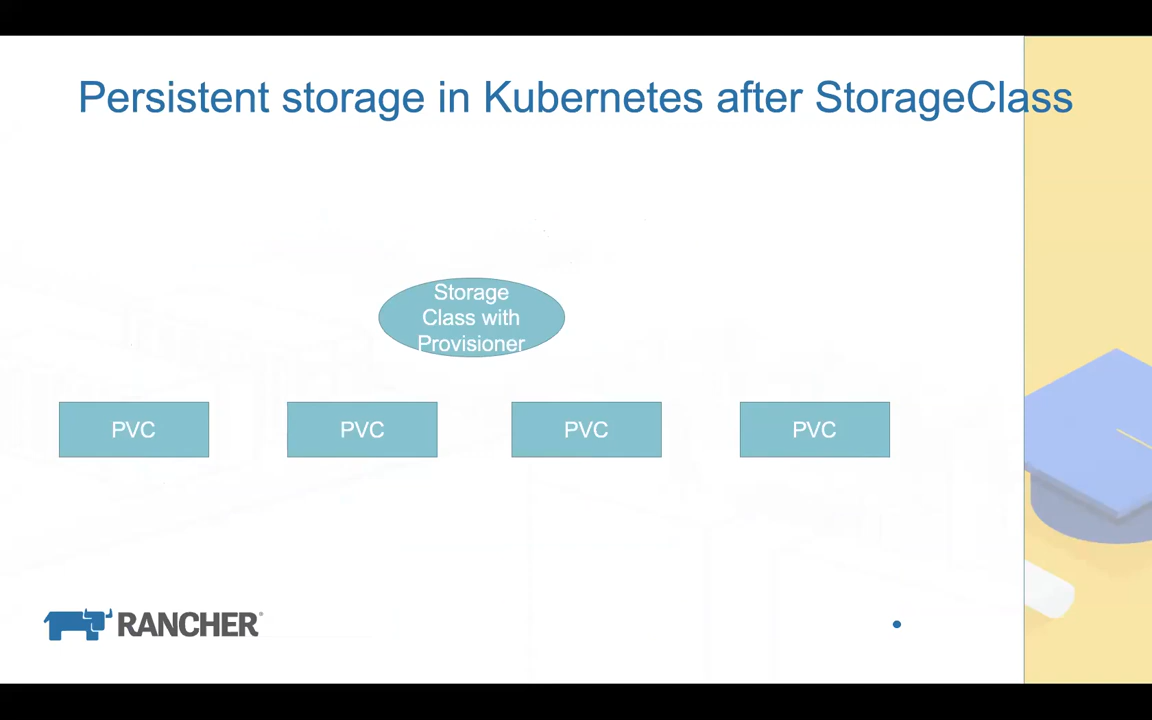 Persistent storage in Kubernetes after StorageClass
Storage
Class with
Provisioner
PVC PVC PVC PVC
RANCHER®